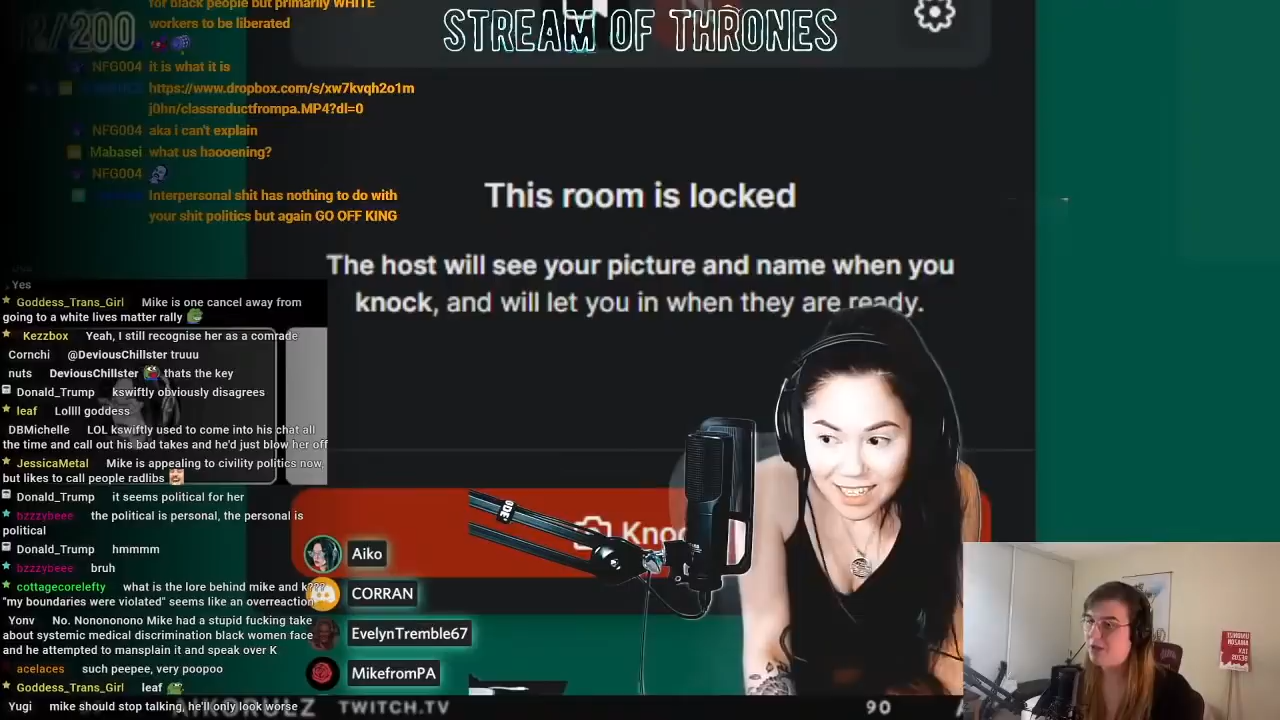 for black people but primarily WHITE
workers to be liberated
2/200
STREAM OF THRONES
NFG004 it is what it is
https://www.dropbox.com/s/xw7kvqh2o1m
j0hn/classreductfrompa.MP4?dl=0
NFG004 aka i can't explain
Mabasei what us haooening?
NFG004
Interpersonal shit has nothing to do with
your shit politics but again GO OFF KING
This room is locked
The host will see your picture and name when you
knock, and will let you in when they are ready.
Yes
Goddess_Trans_Girl Mike is one cancel away from
going to a white lives matter rally
Kezzbox Yeah, I still recognise her as a comrade
Cornchi @DeviousChillster truuu
nuts DeviousChillster thats the key
Donald_Trump kswiftly obviously disagrees
leaf Lollll goddess
DBMichelle LOL kswiftly used to come into his chat all
the time and call out his bad takes and he'd just blow her off
JessicaMetal Mike is appealing to civility politics now,
but likes to call people radlibs
Donald_Trump it seems political for her
bzzzybeee the political is personal, the personal is
political
Donald_Trump hmmmm
bzzzybeee bruh
cottagecorelefty what is the lore behind mike and k???
"my boundaries were violated" seems like an overreaction
Yonv No. Nonononono Mike had a stupid fucking take
about systemic medical discrimination black women face
and he attempted to mansplain it and speak over K
acelaces such peepee, very poopoo
Goddess_Trans_Girl leaf
Yugi mike should stop talking, he'll only look worse
Knoc
Aiko
CORRAN
EvelynTremble67
MikefromPA
AIKORULZ TWITCH.TV
90